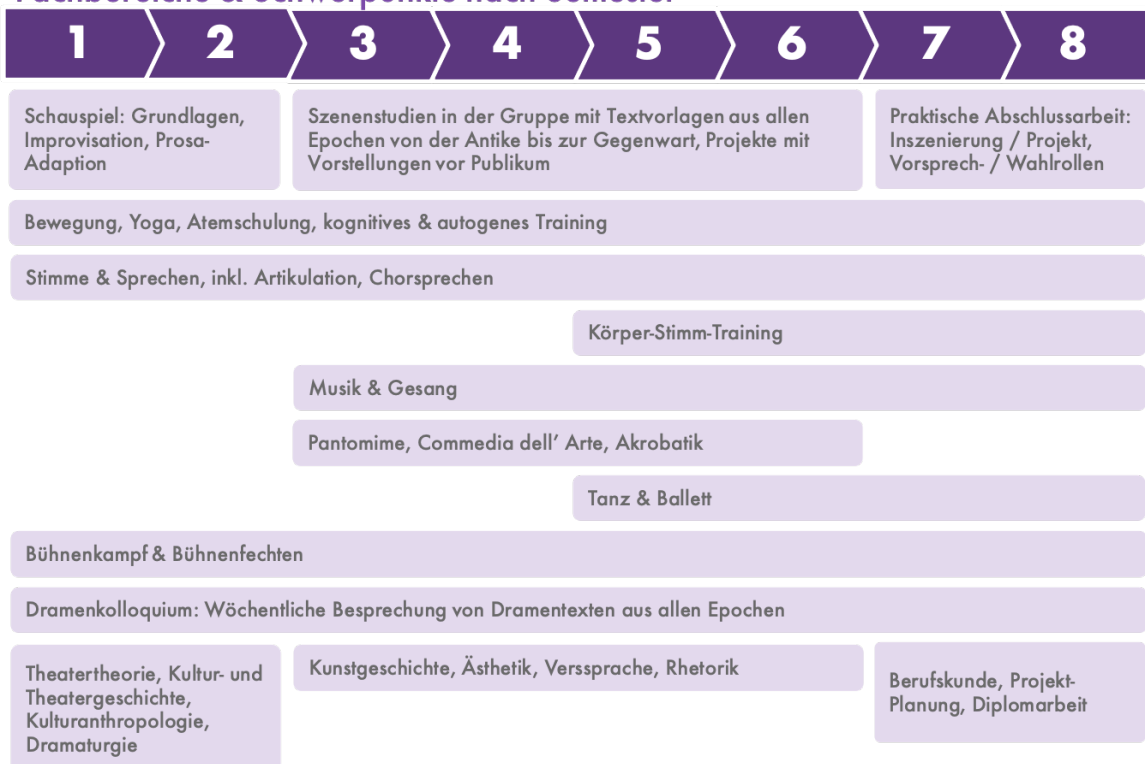 Fachbereiche & Schwerpunkte nach Semester
1 2 3 4 5 6 7 8
Schauspiel: Grundlagen,
Improvisation, Prosa-
Adaption
Szenenstudien in der Gruppe mit Textvorlagen aus allen
Epochen von der Antike bis zur Gegenwart, Projekte mit
Vorstellungen vor Publikum
Praktische Abschlussarbeit:
Inszenierung / Projekt,
Vorsprech- / Wahlrollen
Bewegung, Yoga, Atemschulung, kognitives & autogenes Training
Stimme & Sprechen, inkl. Artikulation, Chorsprechen
Körper-Stimm-Training
Musik & Gesang
Pantomime, Commedia dell’ Arte, Akrobatik
Tanz & Ballett
Bühnenkampf & Bühnenfechten
Dramenkolloquium: Wöchentliche Besprechung von Dramentexten aus allen Epochen
Theatertheorie, Kultur- und
Theatergeschichte,
Kulturanthropologie,
Dramaturgie
Kunstgeschichte, Ästhetik, Verssprache, Rhetorik
Berufskunde, Projekt-
Planung, Diplomarbeit